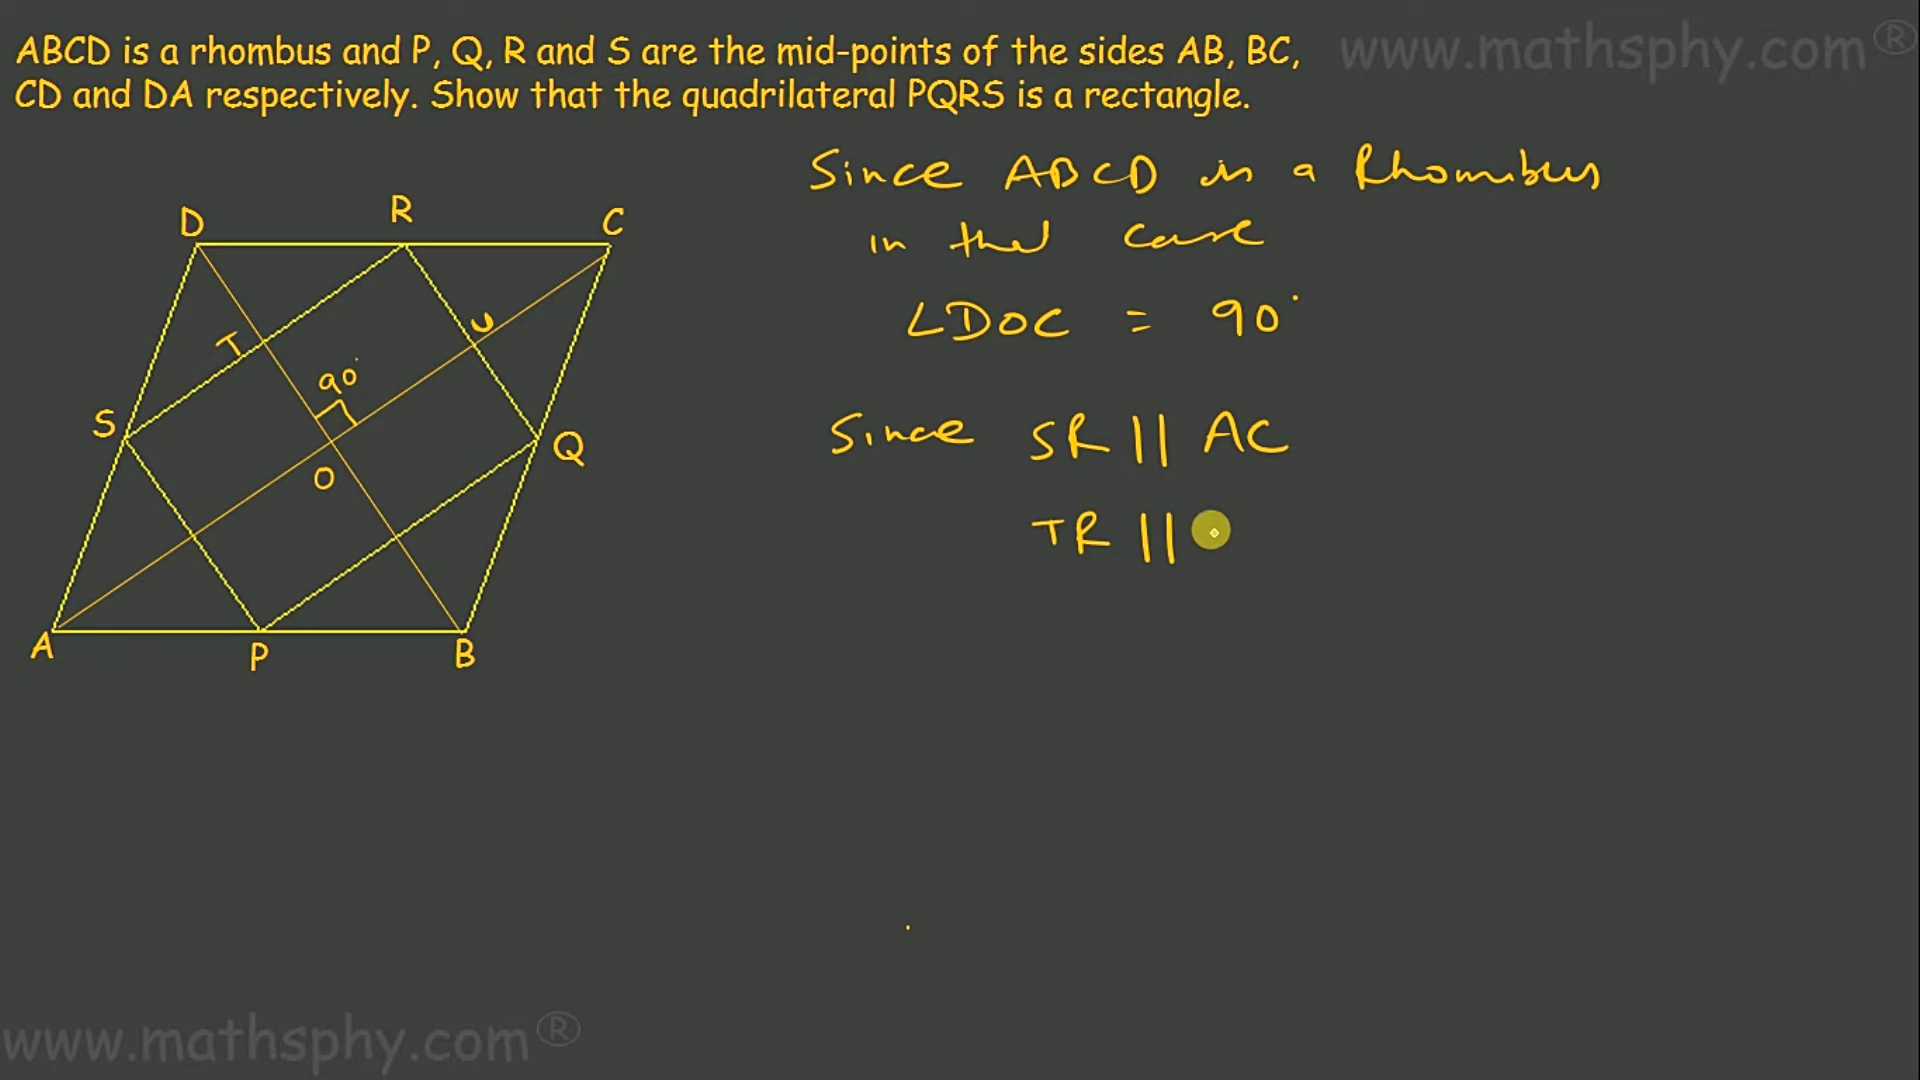 ABCD is a rhombus and P, Q, R and S are the mid-points of the sides AB, BC,
CD and DA respectively. Show that the quadrilateral PQRS is a rectangle.
www.mathsphy.com®
Since ABCD is a Rhombus
in that case
∠DOC = 90°
Since SR || AC
TR ||
D R C
T U
90°
S Q
O
A P B
www.mathsphy.com®